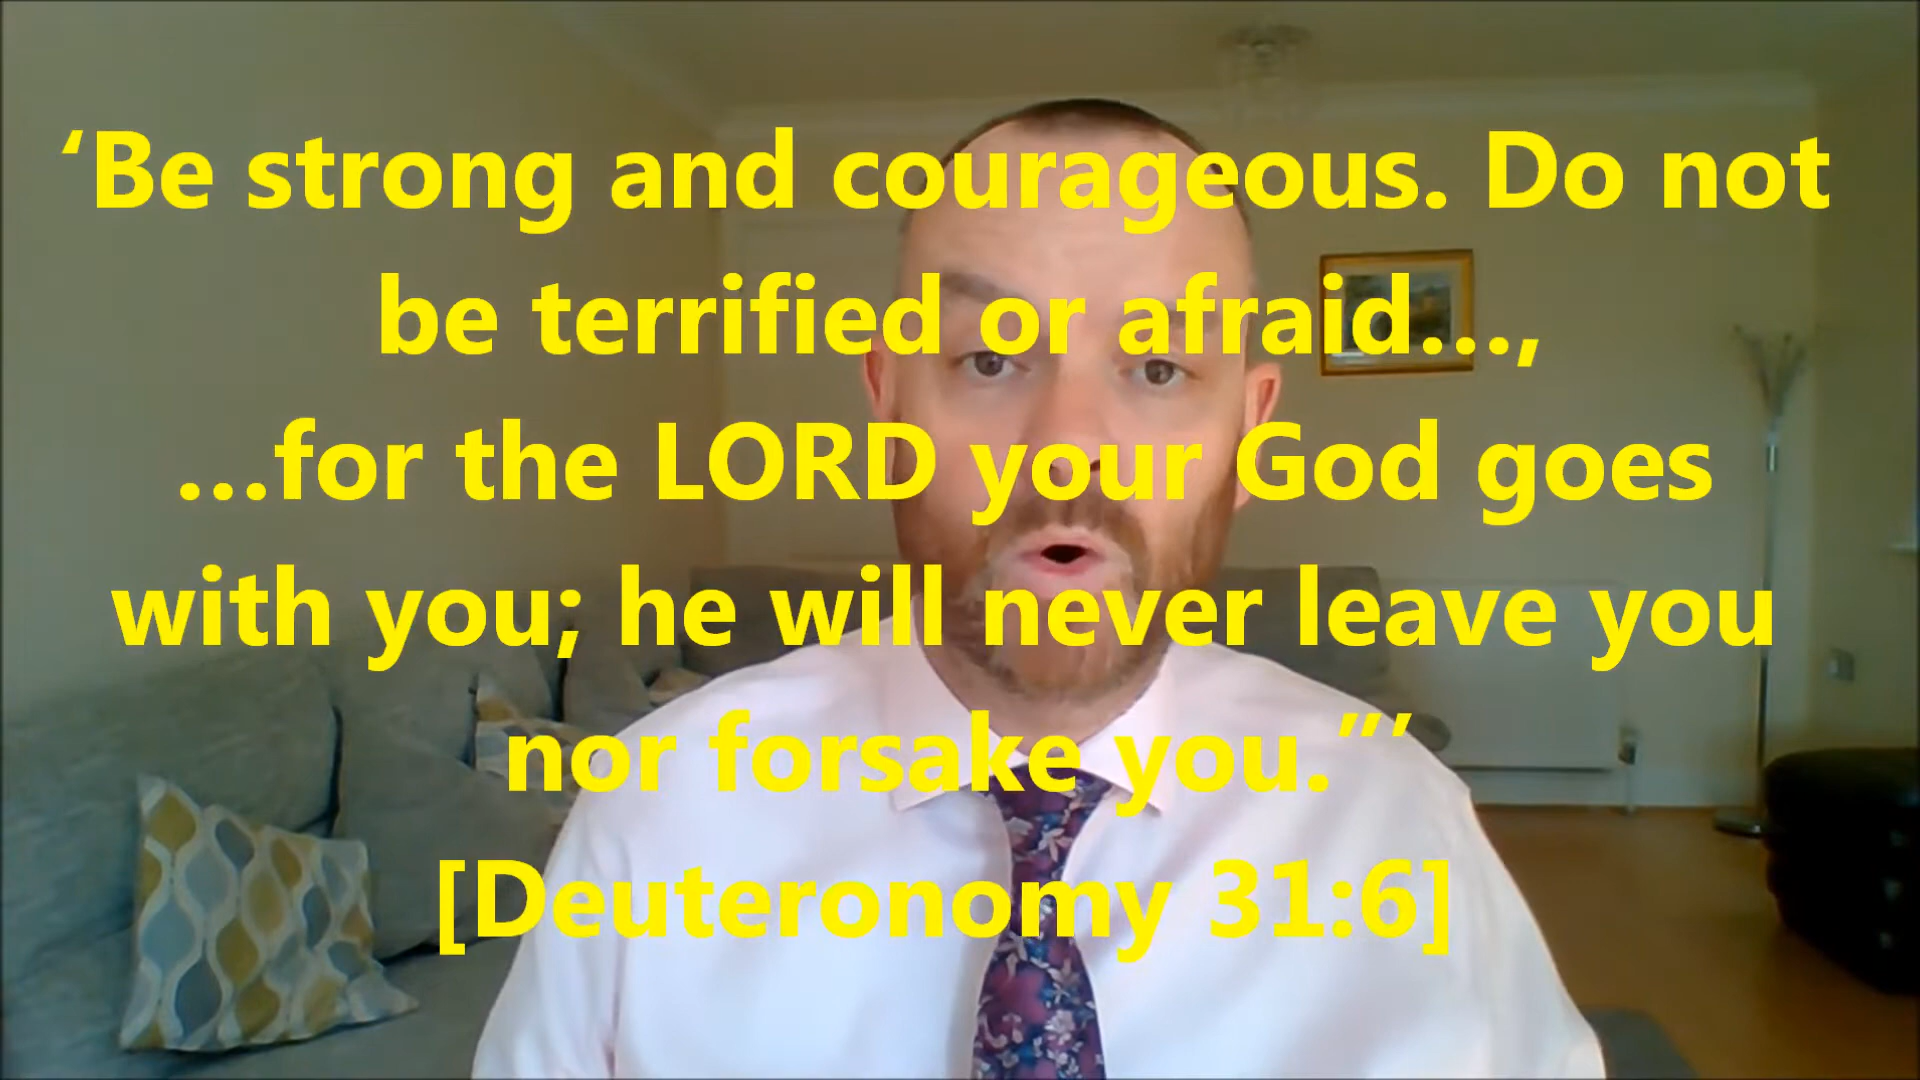 ‘Be strong and courageous. Do not
be terrified or afraid…,
…for the LORD your God goes
with you; he will never leave you
nor forsake you.”’
[Deuteronomy 31:6]